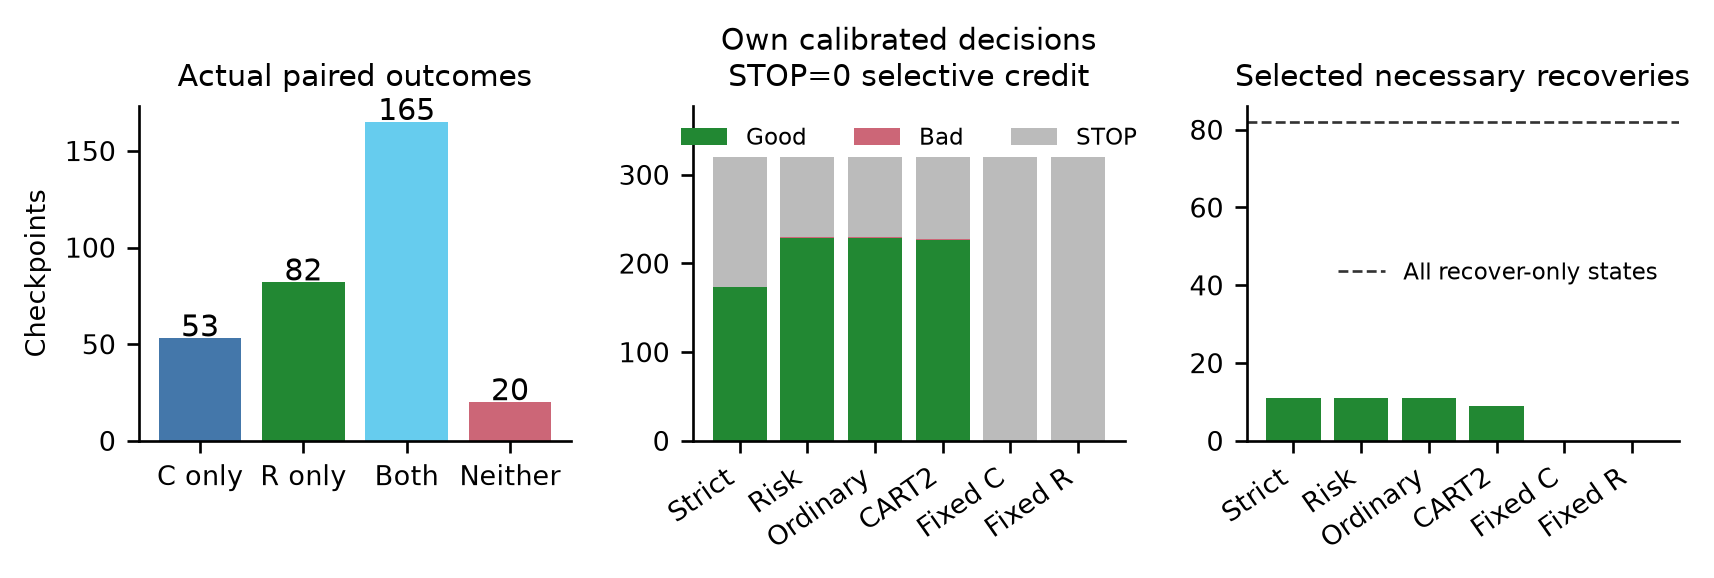 Actual paired outcomes
Checkpoints
150
100
50
0
53
82
165
20
C only
R only
Both
Neither
Own calibrated decisions
STOP=0 selective credit
Good
Bad
STOP
300
200
100
0
Strict
Risk
Ordinary
CART2
Fixed C
Fixed R
Selected necessary recoveries
80
60
40
20
0
All recover-only states
Strict
Risk
Ordinary
CART2
Fixed C
Fixed R